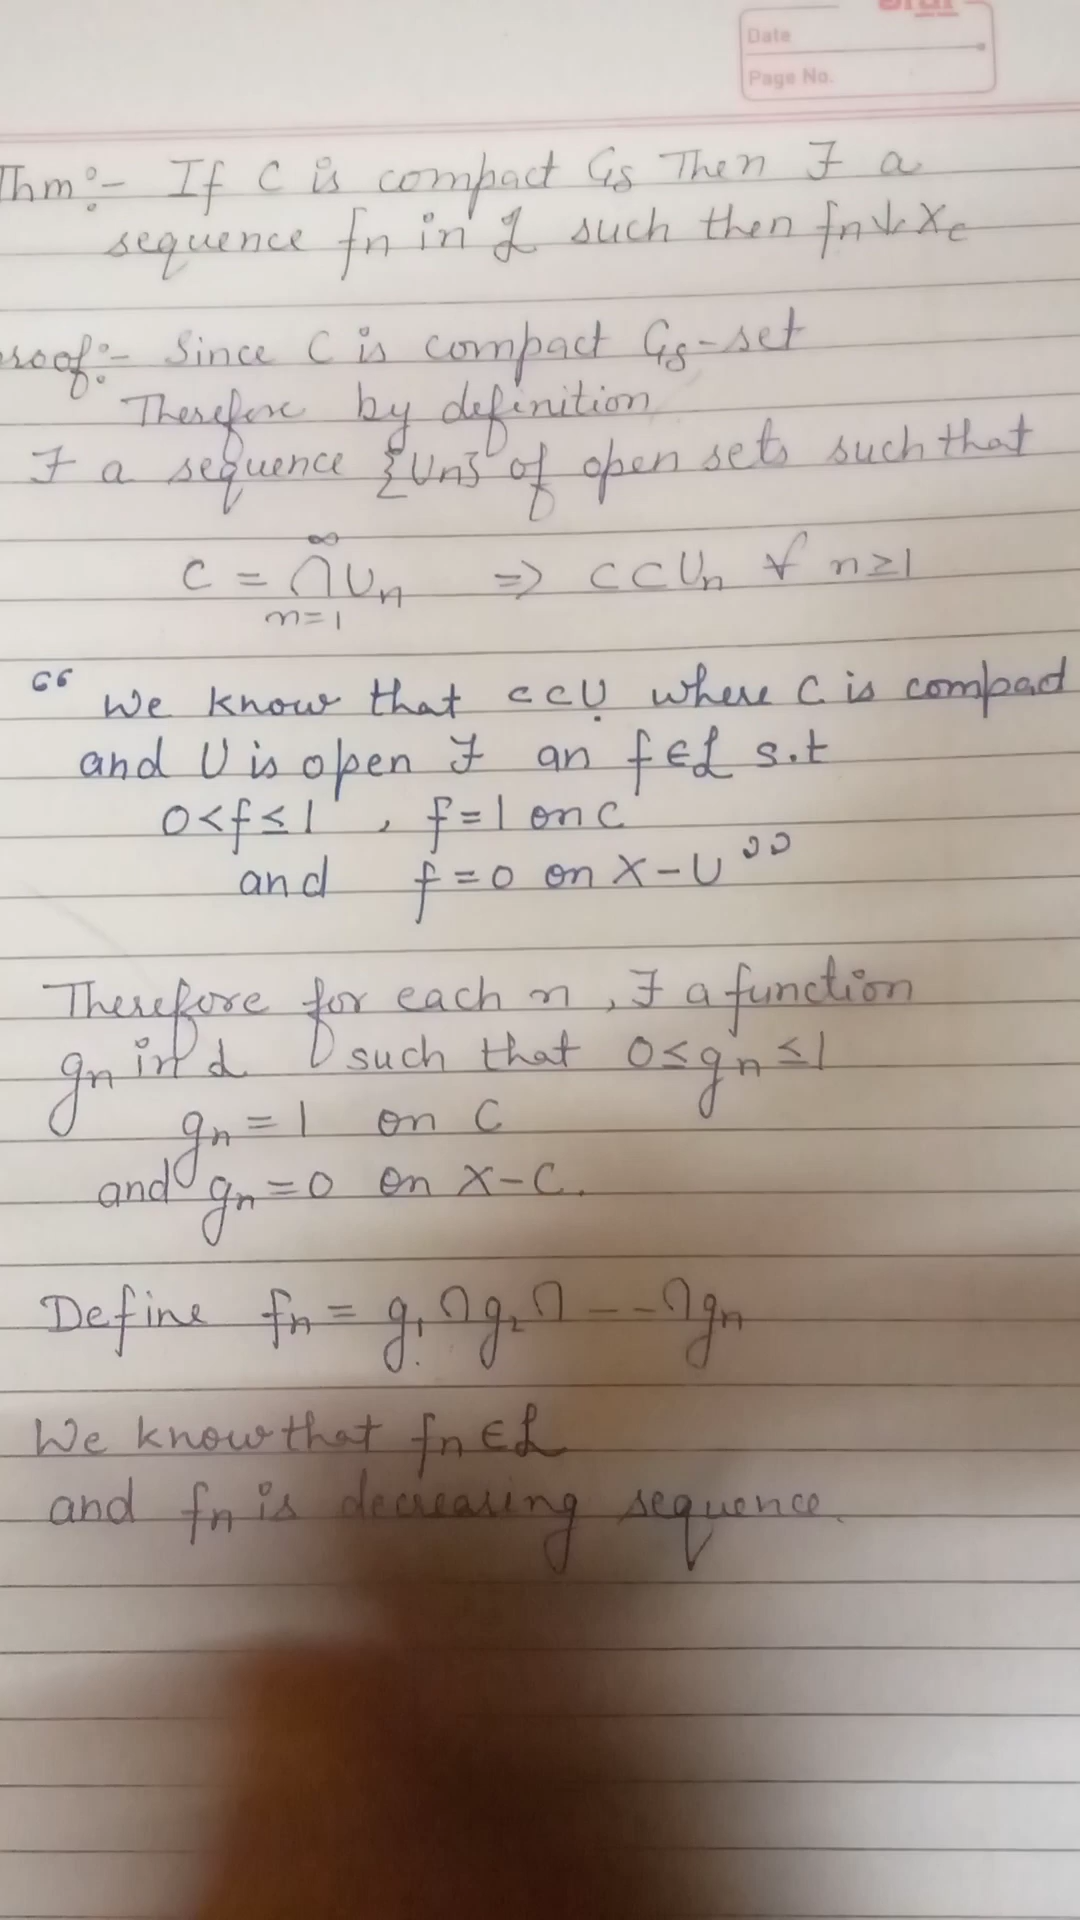 Date
Page No.
Thm:- If C is compact Gδ Then ∃ a
sequence fn in L such then fn ↓ χc
Proof:- Since C is compact Gδ-set
Therefore by definition
∃ a sequence {Un} of open sets such that
C = ∞∩n=1 Un ⇒ C⊂Un ∀ n≥1
“ We know that C⊂U where C is compad
and U is open ∃ an f∈L s.t
0<f≤1 , f=1 on C
and f=0 on X-U ”
Therefore for each n, ∃ a function
gn in L such that 0≤gn≤1
gn=1 on C
and gn=0 on X-C.
Define fn = g1∩g2∩---∩gn
We know that fn∈L
and fn is decreasing sequence.